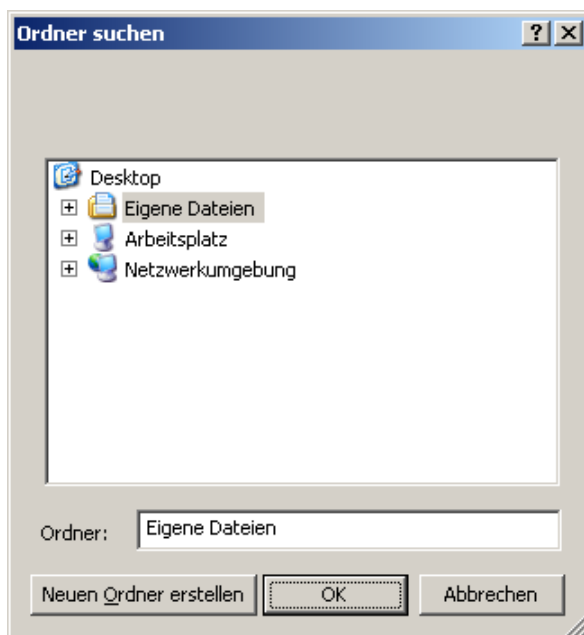 Ordner suchen
Desktop
Eigene Dateien
Arbeitsplatz
Netzwerkumgebung
Ordner: Eigene Dateien
Neuen Ordner erstellen OK Abbrechen